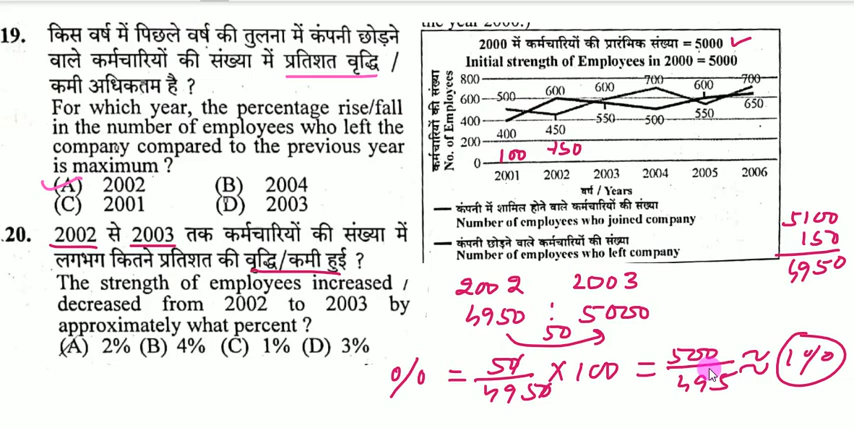 19. किस वर्ष में पिछले वर्ष की तुलना में कंपनी छोड़ने
वाले कर्मचारियों की संख्या में प्रतिशत वृद्धि /
कमी अधिकतम है ?
For which year, the percentage rise/fall
in the number of employees who left the
company compared to the previous year
is maximum ?
(A) 2002 (B) 2004
(C) 2001 (D) 2003
20. 2002 से 2003 तक कर्मचारियों की संख्या में
लगभग कितने प्रतिशत की वृद्धि/कमी हुई ?
The strength of employees increased /
decreased from 2002 to 2003 by
approximately what percent ?
(A) 2% (B) 4% (C) 1% (D) 3%
the year 2000.)
2000 में कर्मचारियों की प्रारंभिक संख्या = 5000
Initial strength of Employees in 2000 = 5000
कर्मचारियों की संख्या
No. of Employees
800
600
400
200
0
500 600 600 700 600 700
400 450 550 500 550 650
100 150
2001 2002 2003 2004 2005 2006
वर्ष / Years
कंपनी में शामिल होने वाले कर्मचारियों की संख्या
Number of employees who joined company
कंपनी छोड़ने वाले कर्मचारियों की संख्या
Number of employees who left company
5100
150
4950
2002 2003
4950 : 5000
50
% = 50/4950 × 100 = 500/495 ≈ 1%